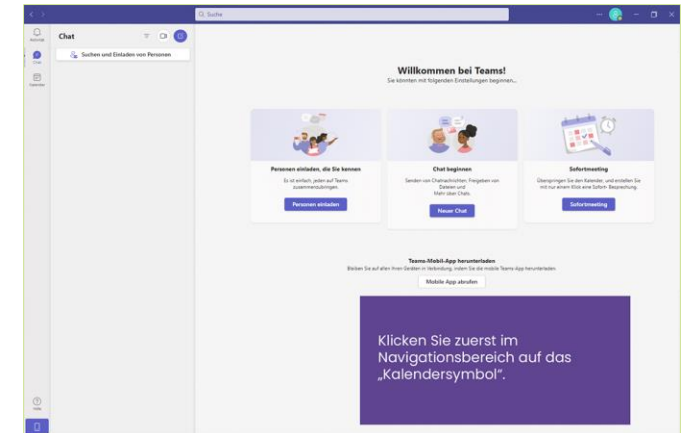 Suche
Aktivität
Chat
Suchen und Einladen von Personen
Chat
Kalender
Willkommen bei Teams!
Sie könnten mit folgenden Einstellungen beginnen...
Personen einladen, die Sie kennen
Es ist einfach, jeden auf Teams
zusammenzubringen.
Personen einladen
Chat beginnen
Senden von Chatnachrichten, Freigeben von
Dateien und
Mehr über Chats.
Neuer Chat
Sofortmeeting
Überspringen Sie den Kalender, und erstellen Sie
mit nur einem Klick eine Sofort- Besprechung.
Sofortmeeting
Teams-Mobil-App herunterladen
Bleiben Sie auf allen Ihren Geräten in Verbindung, indem Sie die mobile Teams-App herunterladen.
Mobile App abrufen
Klicken Sie zuerst im
Navigationsbereich auf das
„Kalendersymbol“.
Hilfe